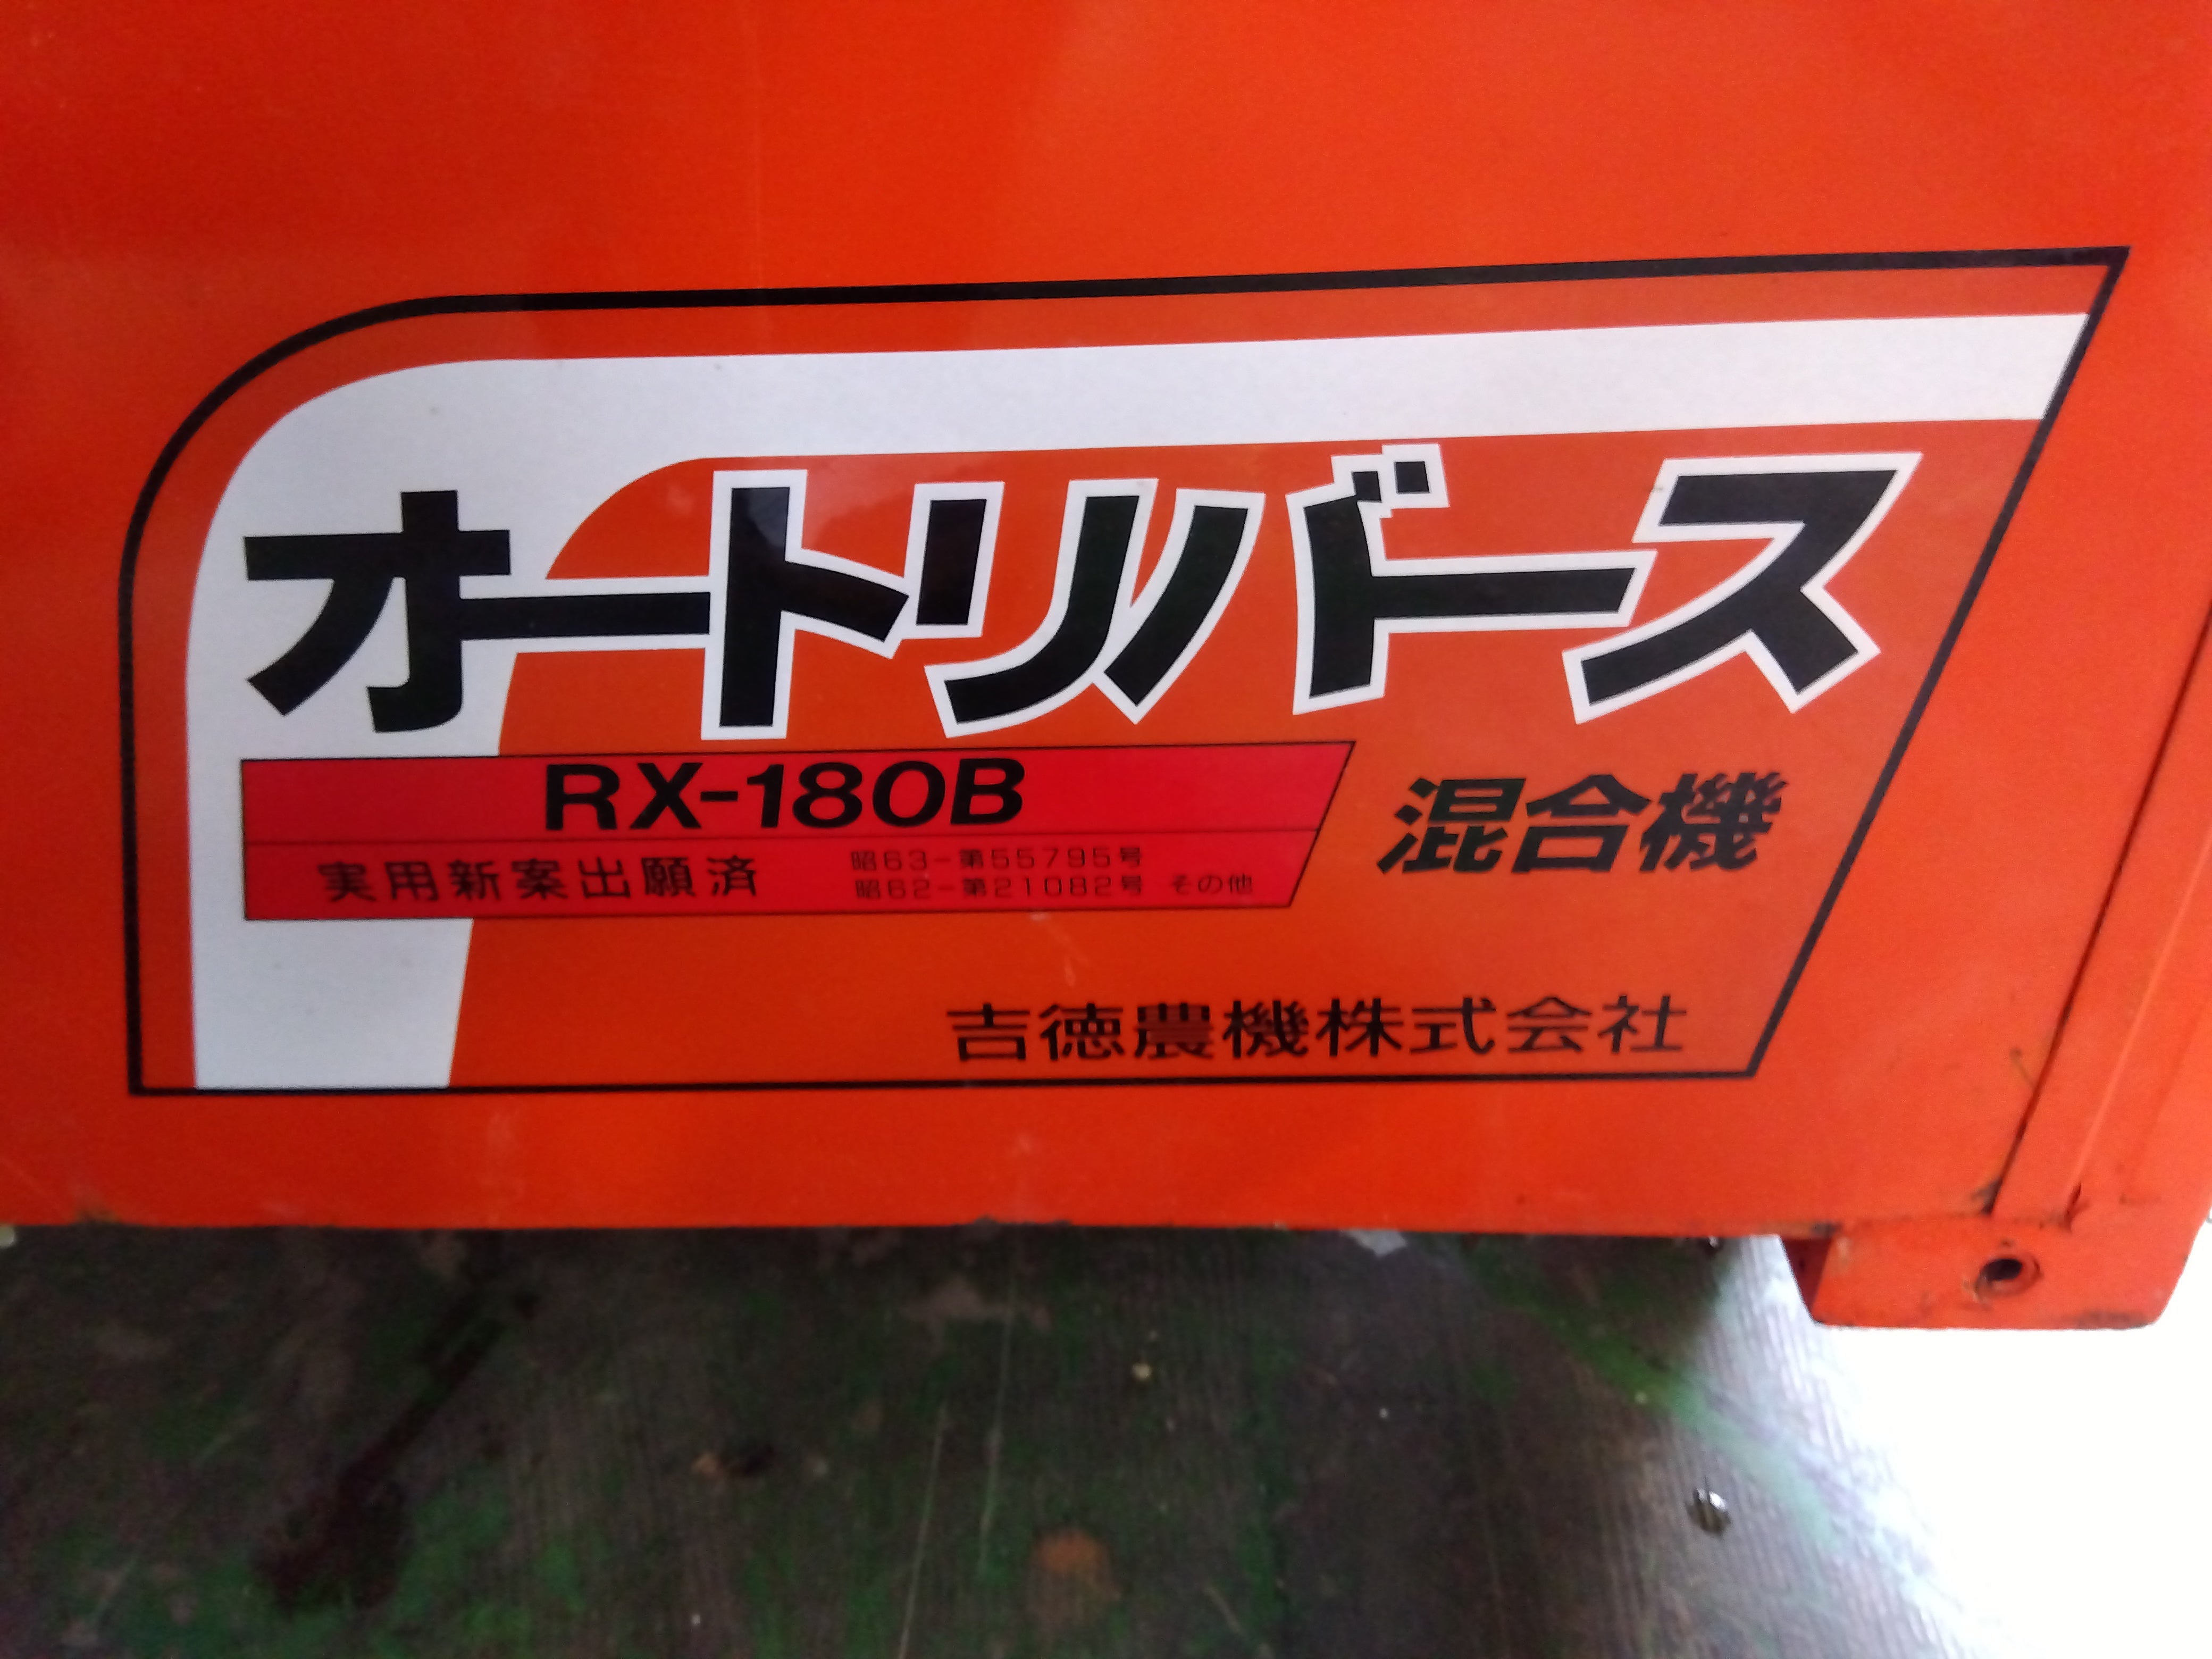 オートリバース
RX-180B
混合機
実用新案出願済
昭63-第55795号
昭62-第21082号 その他
吉徳農機株式会社